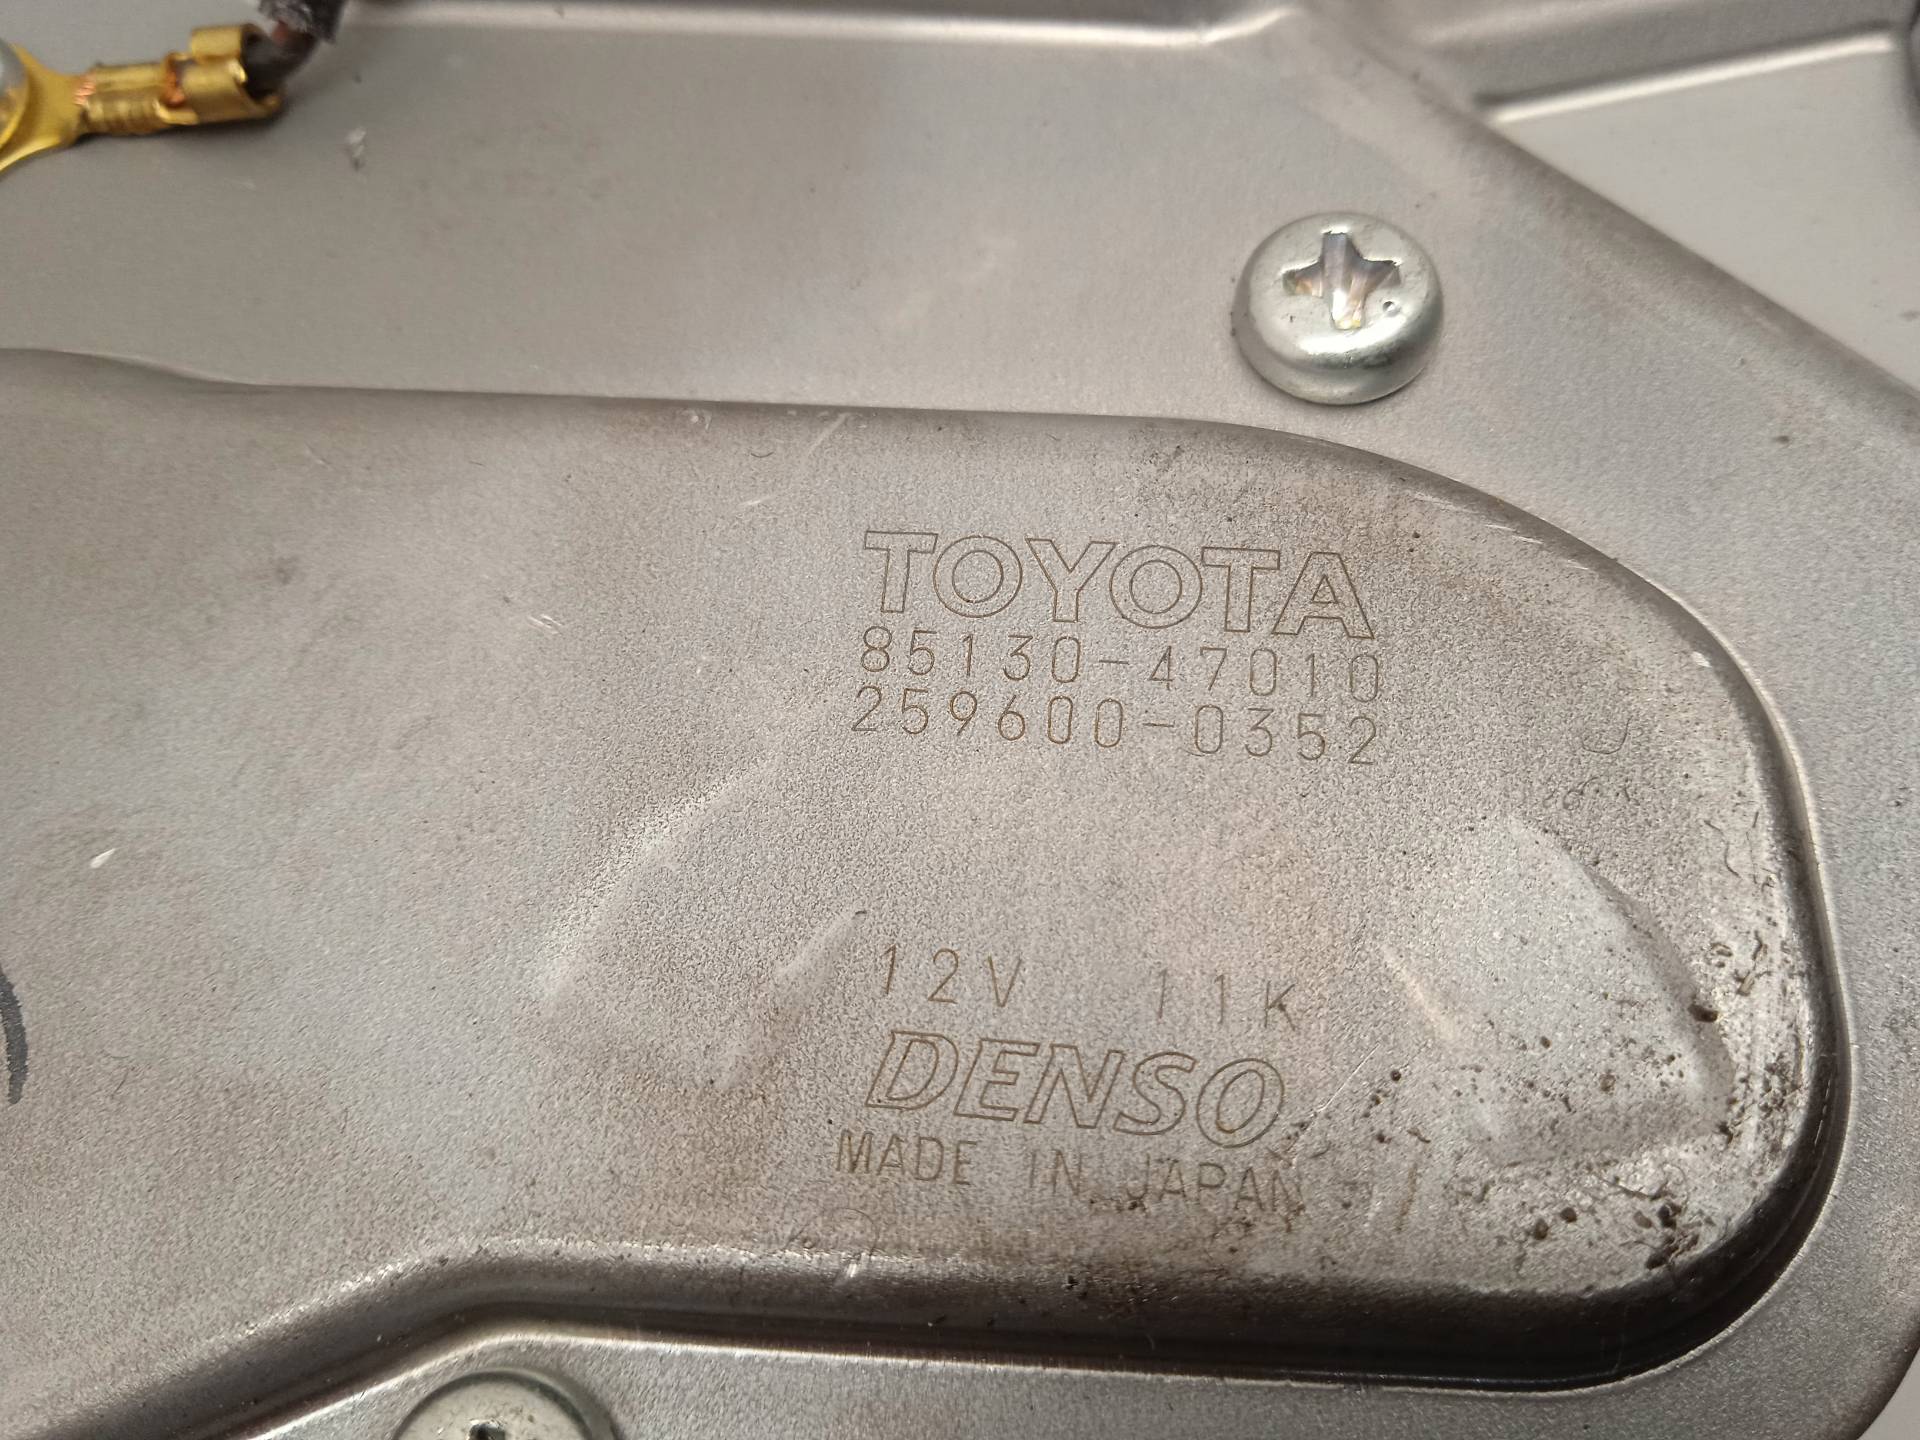 TOYOTA
85130-47010
259600-0352
12V 11K
DENSO
MADE IN JAPAN